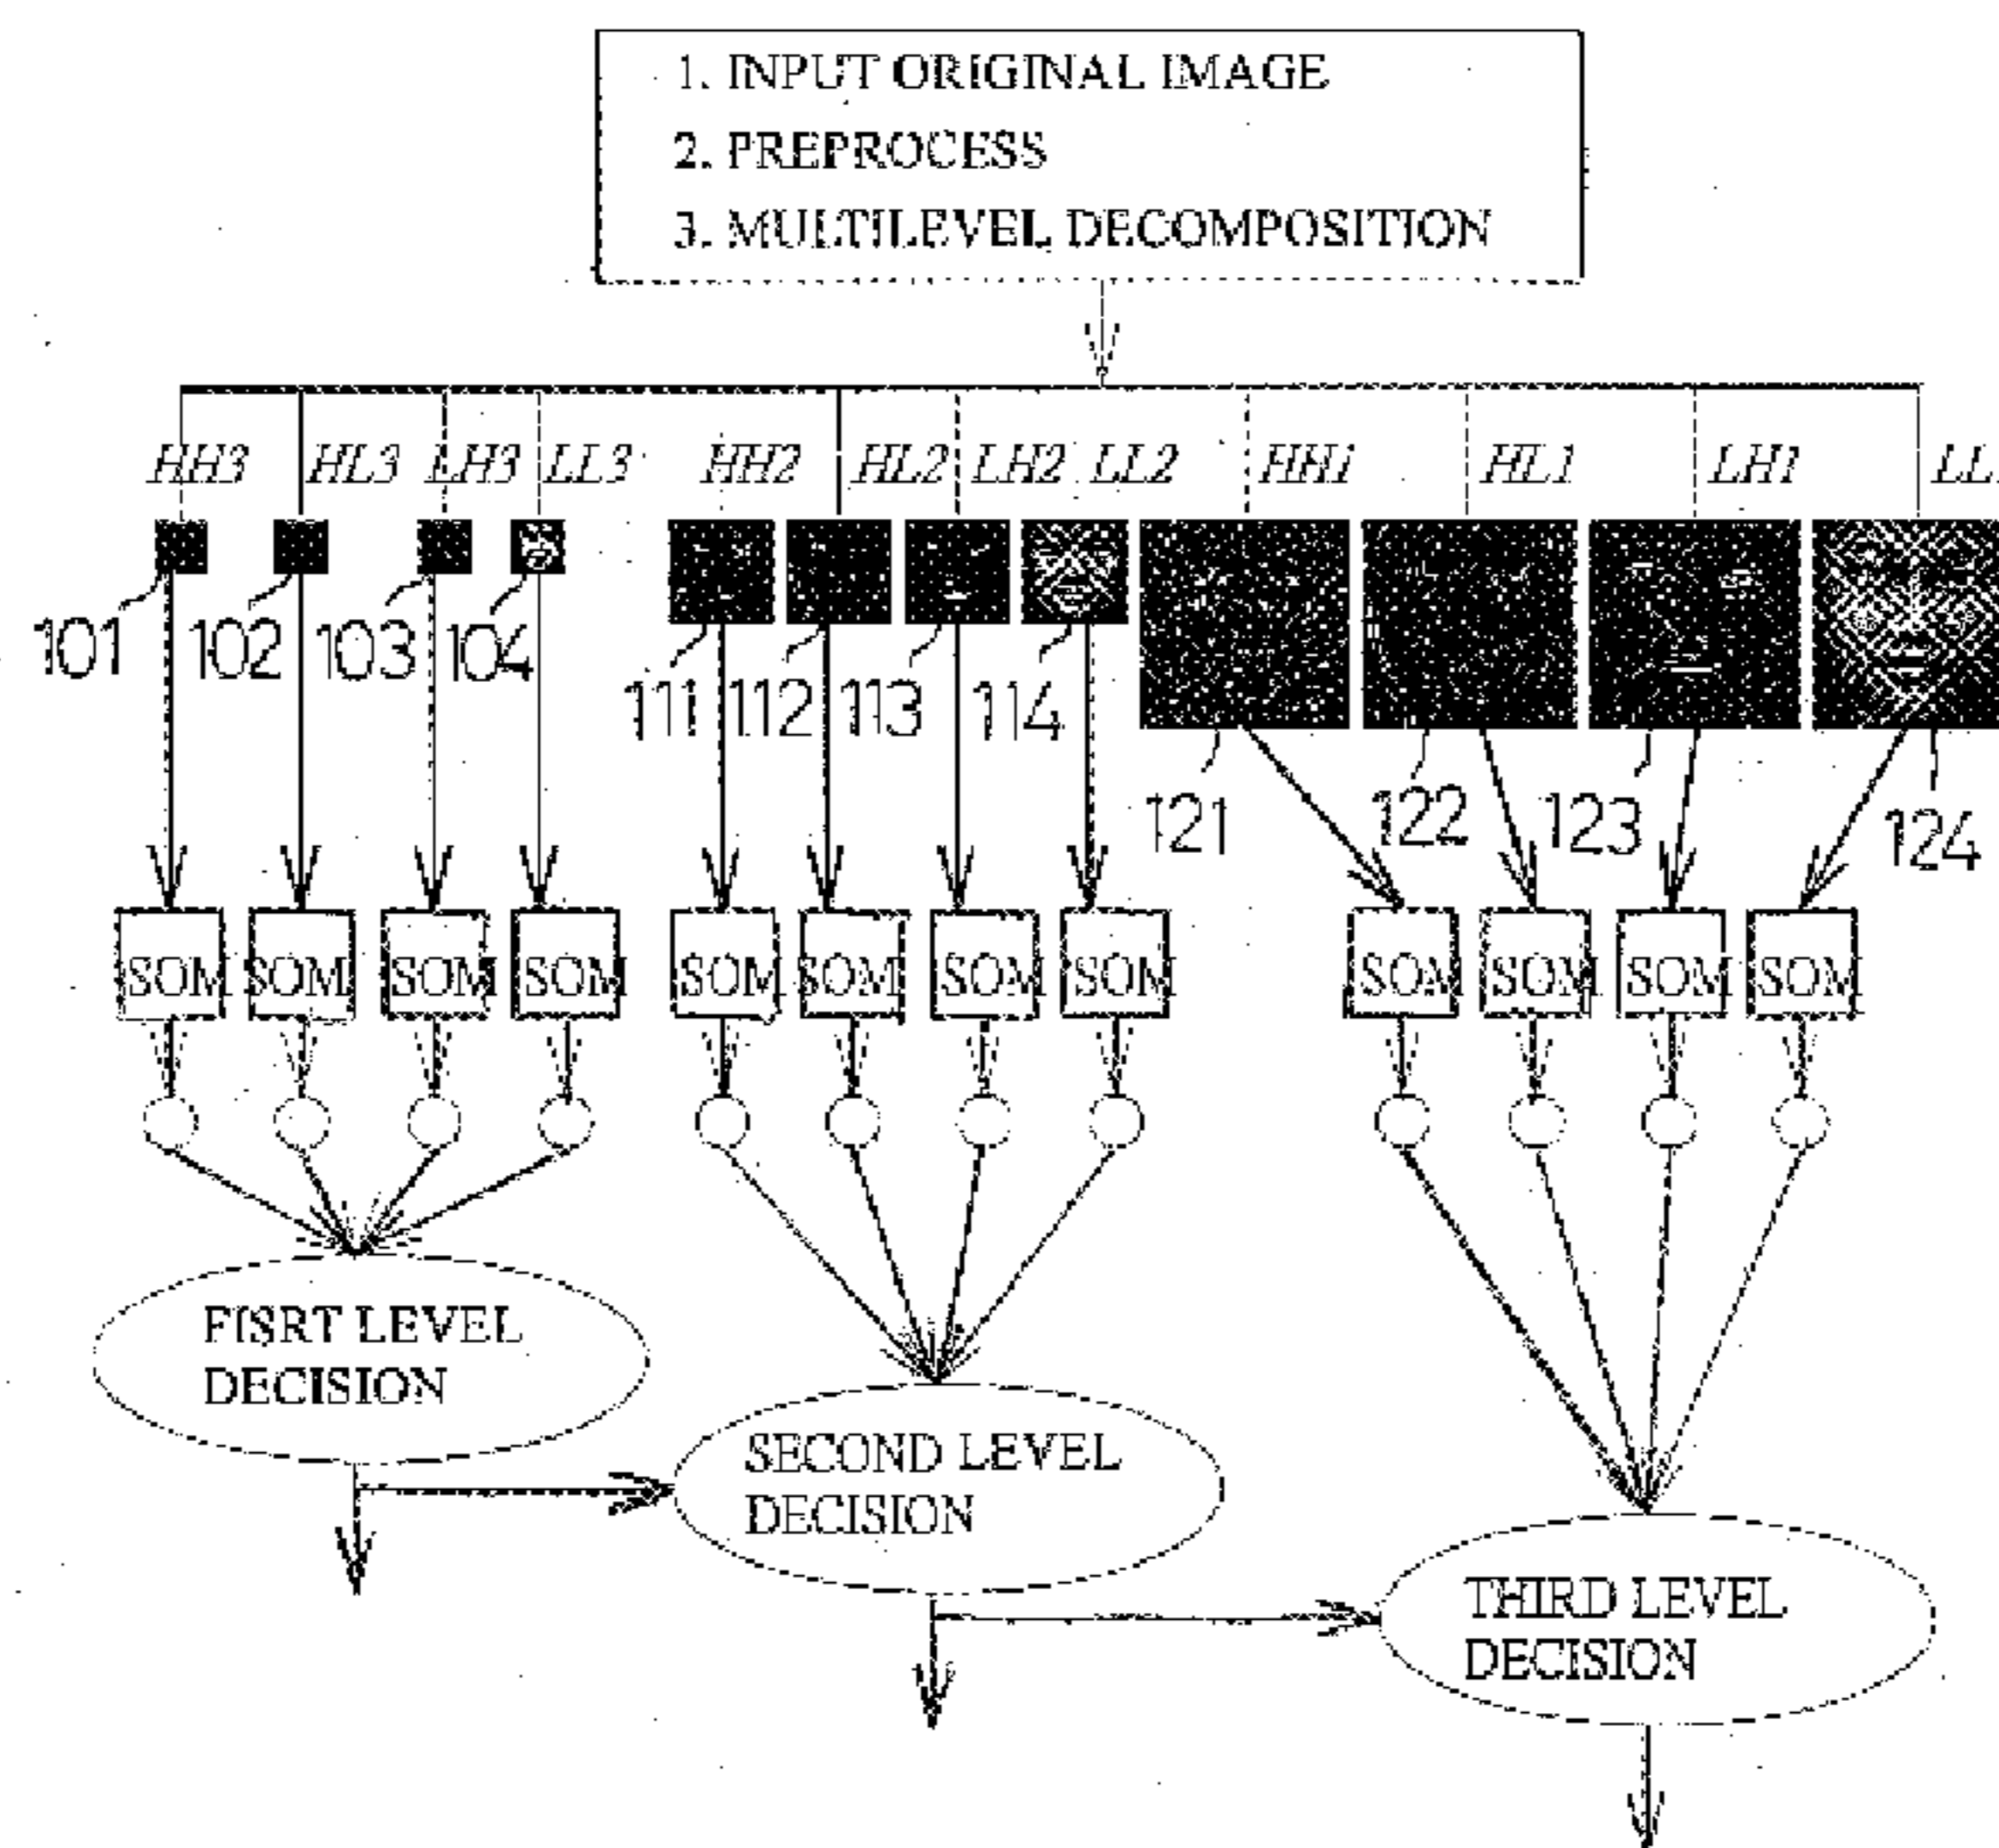 1. INPUT ORIGINAL IMAGE
2. PREPROCESS
3. MULTILEVEL DECOMPOSITION
HH3 HL3 LH3 LL3 HH2 HL2 LH2 LL2 HH1 HL1 LH1 LL
101 102 103 104 111 112 113 114 121 122 123 124
SOM SOM SOM SOM SOM SOM SOM SOM SOM SOM SOM SOM
FISRT LEVEL
DECISION
SECOND LEVEL
DECISION
THIRD LEVEL
DECISION